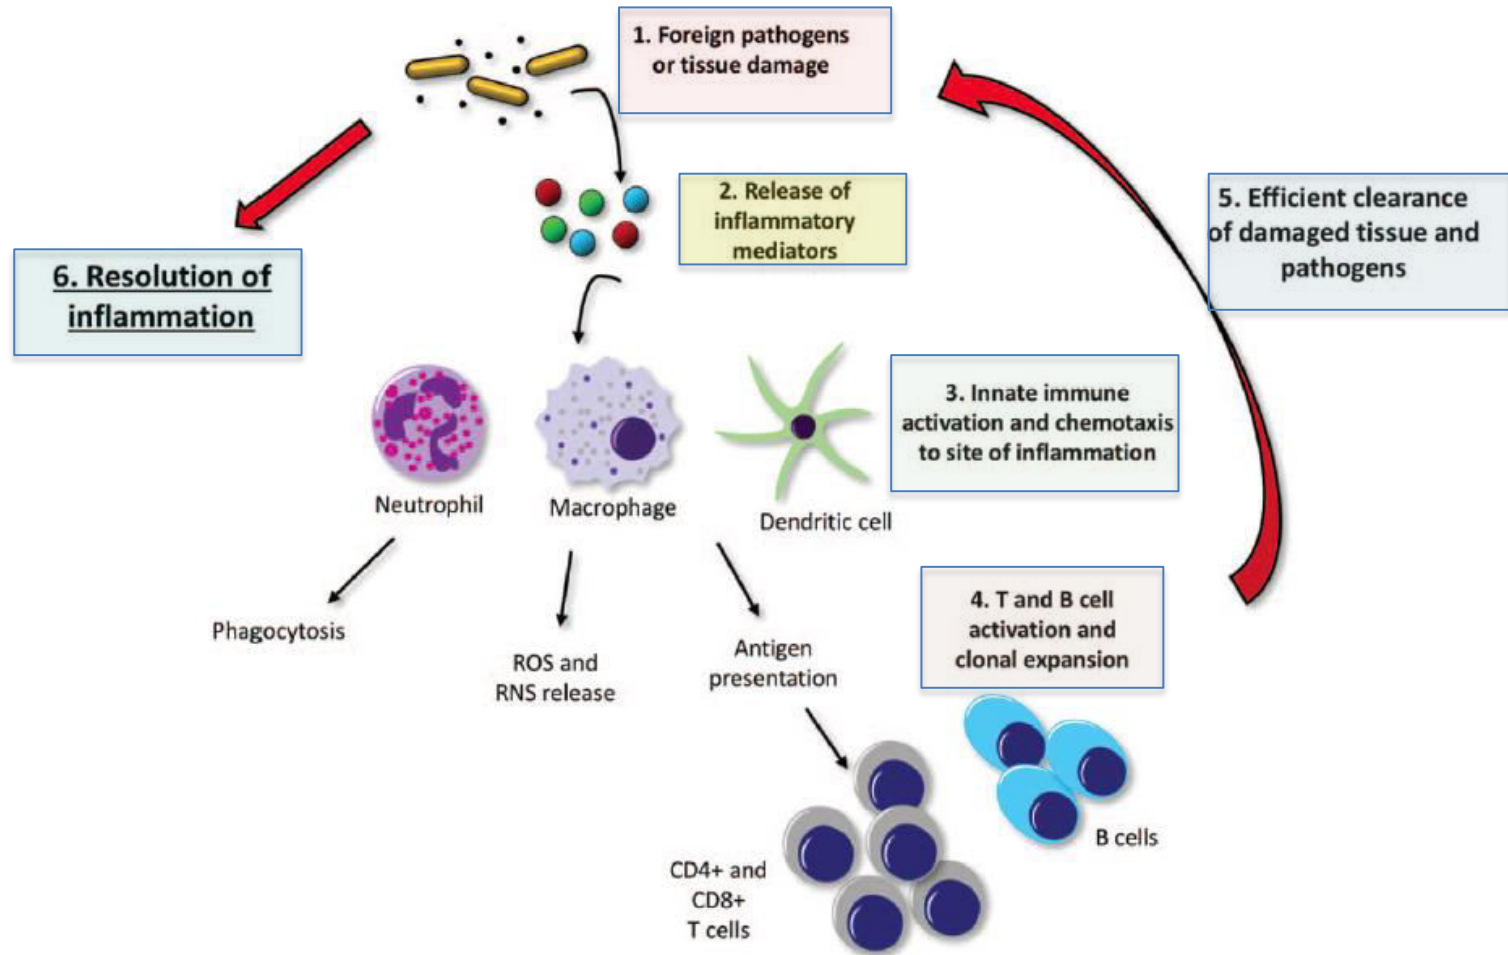 1. Foreign pathogens
or tissue damage
2. Release of
inflammatory
mediators
5. Efficient clearance
of damaged tissue and
pathogens
6. Resolution of
inflammation
3. Innate immune
activation and chemotaxis
to site of inflammation
Neutrophil
Macrophage
Dendritic cell
4. T and B cell
activation and
clonal expansion
Phagocytosis
ROS and
RNS release
Antigen
presentation
B cells
CD4+ and
CD8+
T cells